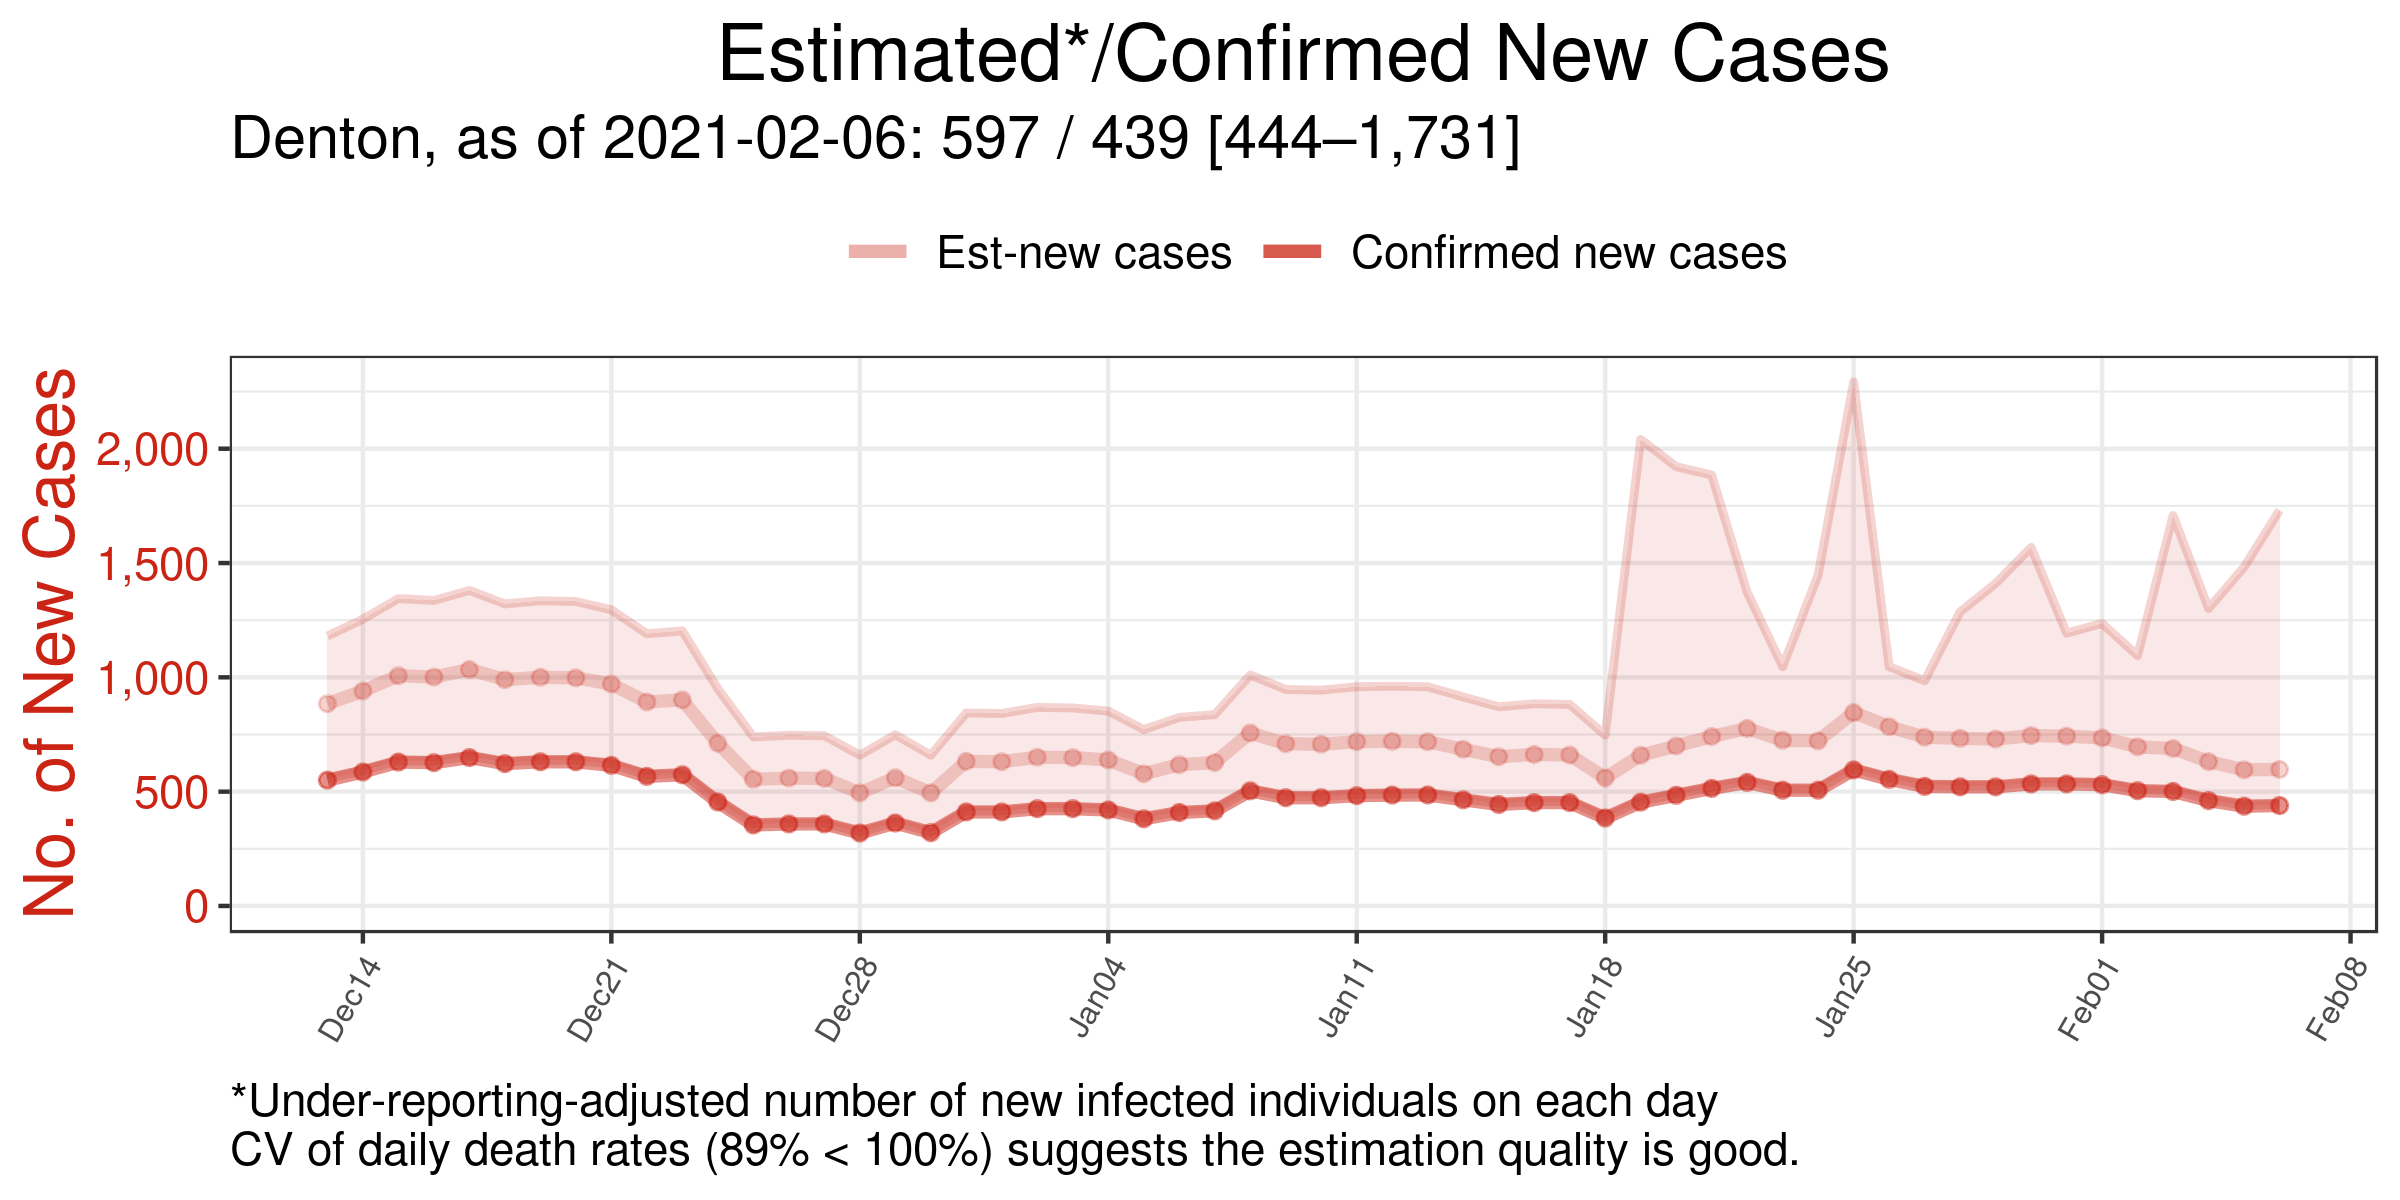 Estimated*/Confirmed New Cases
Denton, as of 2021-02-06: 597 / 439 [444–1,731]
Est-new cases
Confirmed new cases
No. of New Cases
2,000
1,500
1,000
500
0
Dec14
Dec21
Dec28
Jan04
Jan11
Jan18
Jan25
Feb01
Feb08
*Under-reporting-adjusted number of new infected individuals on each day
CV of daily death rates (89% < 100%) suggests the estimation quality is good.